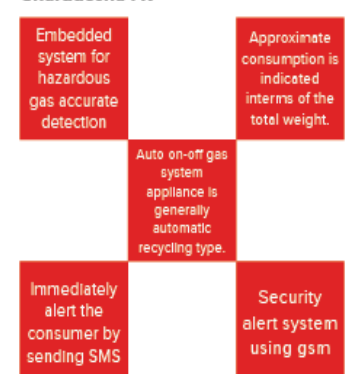 Embedded
system for
hazardous
gas accurate
detection
Approximate
consumption is
indicated
interms of the
total weight.
Auto on-off gas
system
appliance is
generally
automatic
recycling type.
Immediately
alert the
consumer by
sending SMS
Security
alert system
using gsm